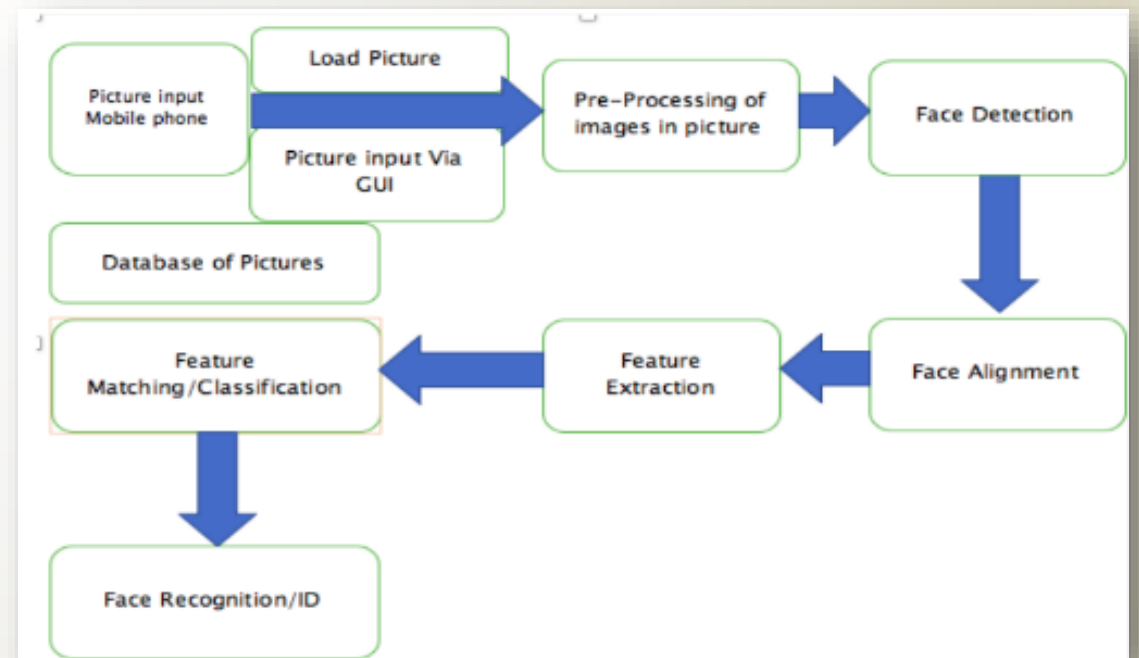 Load Picture
Picture input
Mobile phone
Pre-Processing of
images in picture
Face Detection
Picture input Via
GUI
Database of Pictures
Feature
Matching/Classification
Feature
Extraction
Face Alignment
Face Recognition/ID